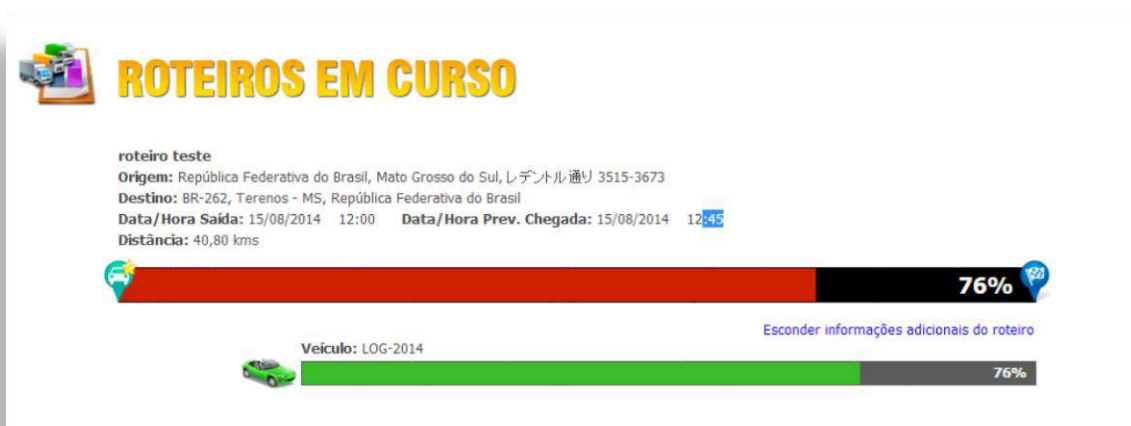 ROTEIROS EM CURSO
roteiro teste
Origem: República Federativa do Brasil, Mato Grosso do Sul, レデントル通り 3515-3673
Destino: BR-262, Terenos - MS, República Federativa do Brasil
Data/Hora Saída: 15/08/2014 12:00 Data/Hora Prev. Chegada: 15/08/2014 12:45
Distância: 40,80 kms
76%
Esconder informações adicionais do roteiro
Veículo: LOG-2014
76%